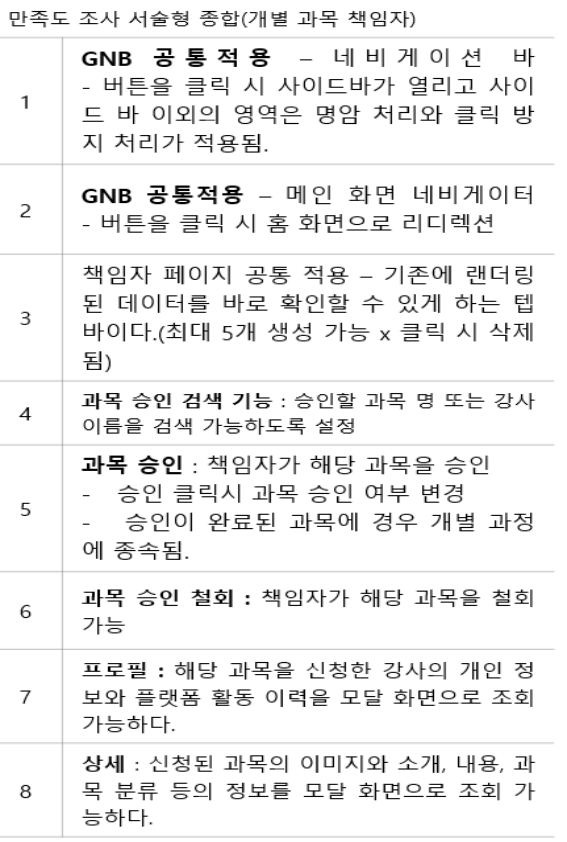 만족도 조사 서술형 종합(개별 과목 책임자)
1
GNB 공통적용 – 네비게이션 바
- 버튼을 클릭 시 사이드바가 열리고 사이
드 바 이외의 영역은 명암 처리와 클릭 방
지 처리가 적용됨.
2
GNB 공통적용 – 메인 화면 네비게이터
- 버튼을 클릭 시 홈 화면으로 리디렉션
3
책임자 페이지 공통 적용 – 기존에 랜더링
된 데이터를 바로 확인할 수 있게 하는 텝
바이다.(최대 5개 생성 가능 x 클릭 시 삭제
됨)
4
과목 승인 검색 기능 : 승인할 과목 명 또는 강사
이름을 검색 가능하도록 설정
5
과목 승인 : 책임자가 해당 과목을 승인
- 승인 클릭시 과목 승인 여부 변경
- 승인이 완료된 과목에 경우 개별 과정
에 종속됨.
6
과목 승인 철회 : 책임자가 해당 과목을 철회
가능
7
프로필 : 해당 과목을 신청한 강사의 개인 정
보와 플랫폼 활동 이력을 모달 화면으로 조회
가능하다.
8
상세 : 신청된 과목의 이미지와 소개, 내용, 과
목 분류 등의 정보를 모달 화면으로 조회 가
능하다.